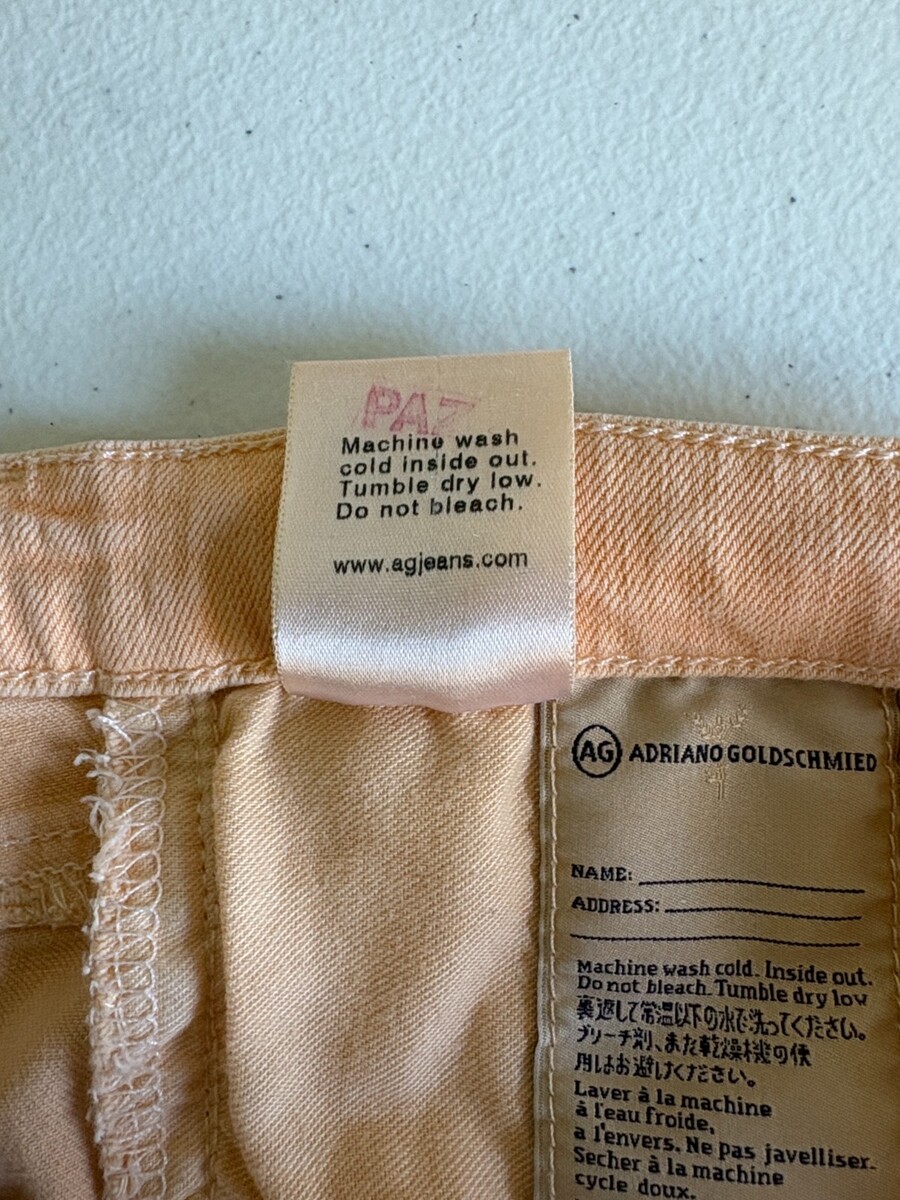 PAZ
Machine wash
cold inside out.
Tumble dry low.
Do not bleach.
www.agjeans.com
AG ADRIANO GOLDSCHMIED
NAME:
ADDRESS:
Machine wash cold. Inside out.
Do not bleach. Tumble dry low
裏返して常温以下の水で洗ってください。
ブリーチ剤、また乾燥機の使
用はお避けください。
Laver à la machine
à l'eau froide,
a l'envers. Ne pas javelliser.
Secher à la machine
cycle doux.